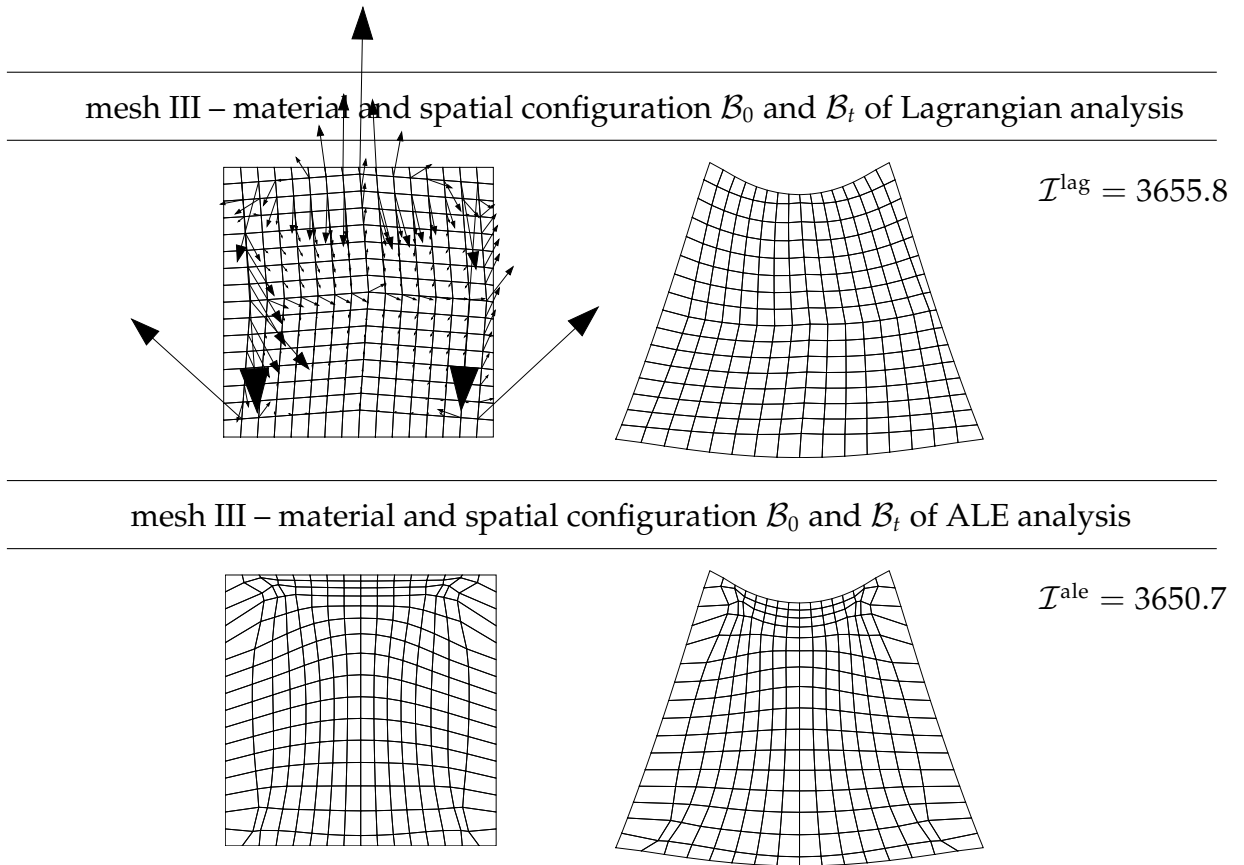 mesh III – material and spatial configuration ℬ₀ and ℬₜ of Lagrangian analysis
ℐˡᵃᵍ = 3655.8
mesh III – material and spatial configuration ℬ₀ and ℬₜ of ALE analysis
ℐᵃˡᵉ = 3650.7